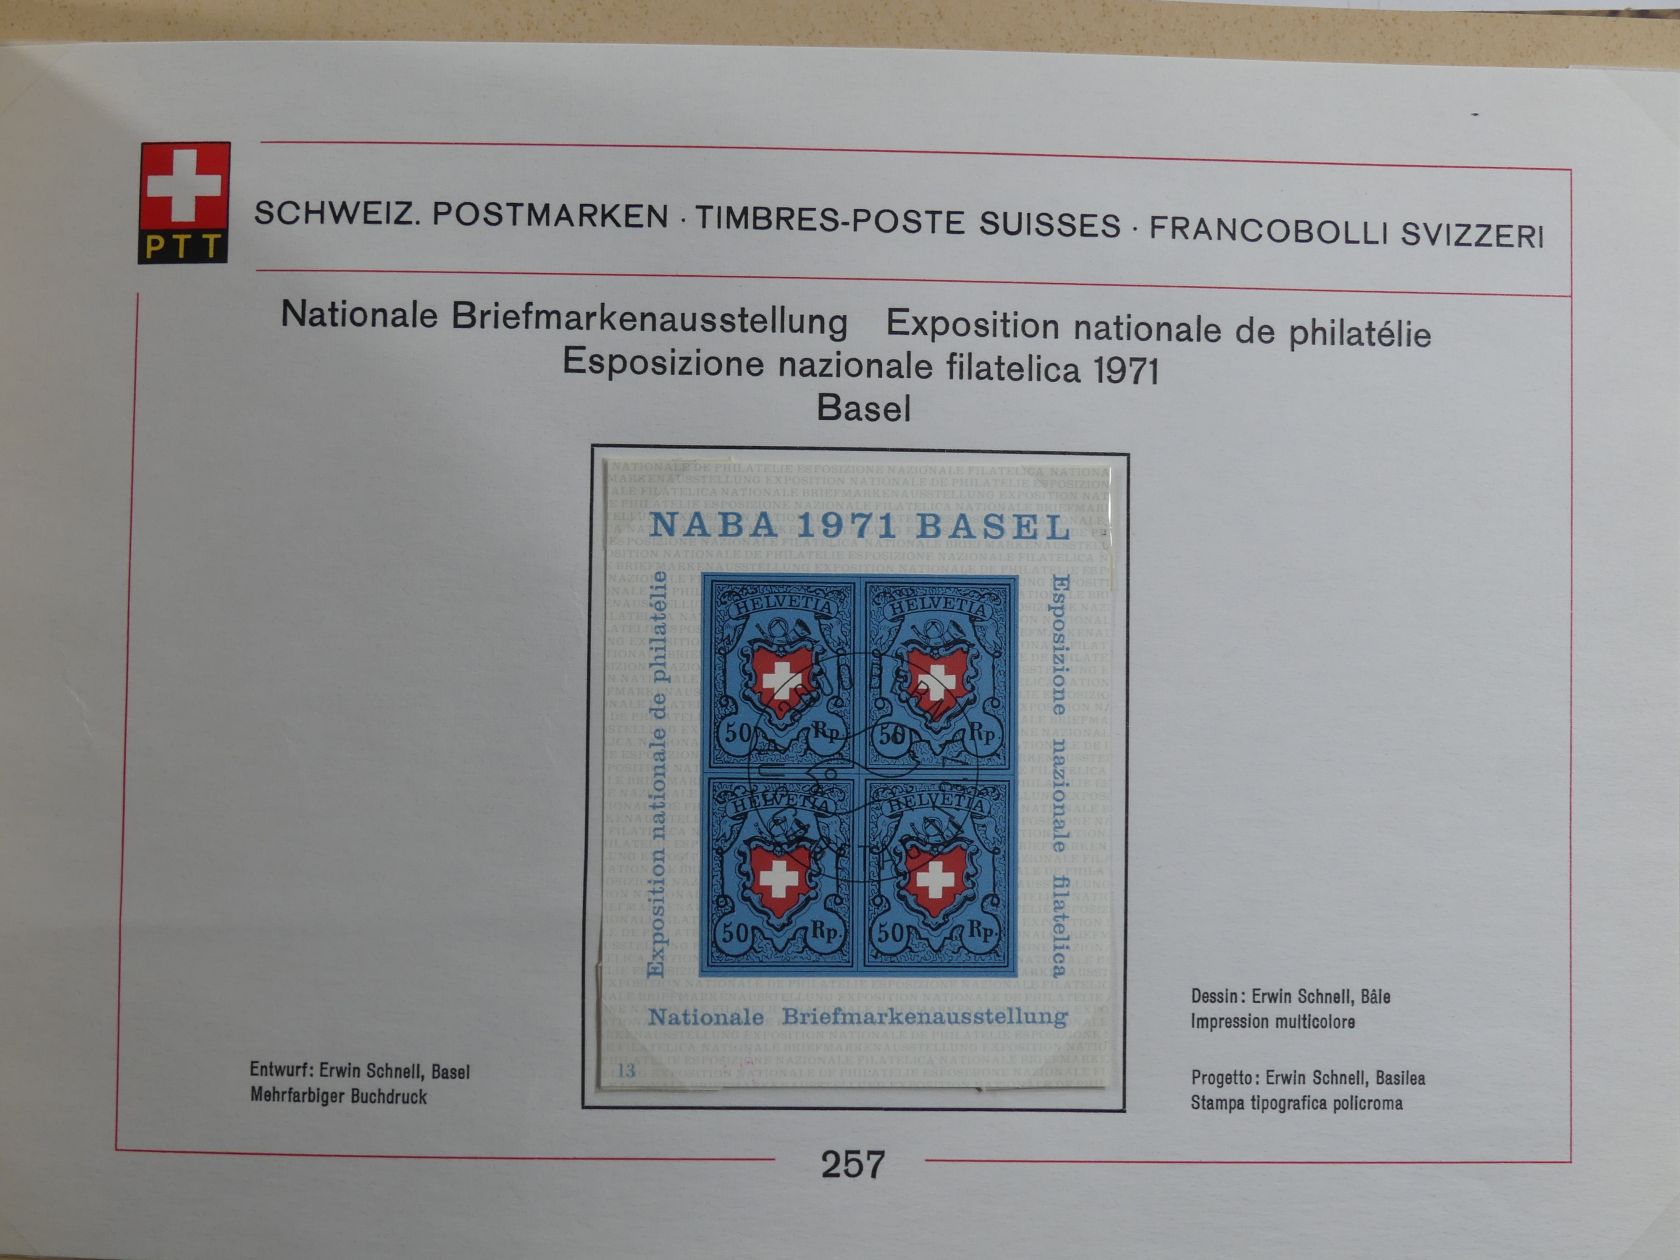 PTT
SCHWEIZ. POSTMARKEN · TIMBRES-POSTE SUISSES · FRANCOBOLLI SVIZZERI
Nationale Briefmarkenausstellung Exposition nationale de philatélie
Esposizione nazionale filatelica 1971
Basel
NABA 1971 BASEL
Exposition nationale de philatélie
Esposizione nazionale filatelica
HELVETIA
50 Rp.
HELVETIA
50 Rp.
HELVETIA
50 Rp.
HELVETIA
50 Rp.
Nationale Briefmarkenausstellung
13
Entwurf: Erwin Schnell, Basel
Mehrfarbiger Buchdruck
Dessin: Erwin Schnell, Bâle
Impression multicolore
Progetto: Erwin Schnell, Basilea
Stampa tipografica policroma
257